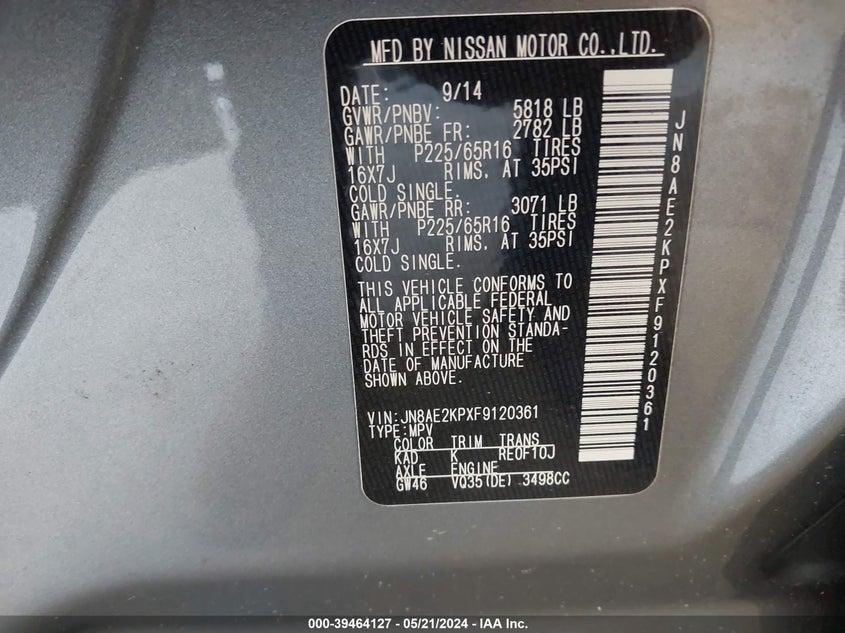 MFD BY NISSAN MOTOR CO.,LTD.
DATE: 9/14
GVWR/PNBV: 5818 LB
GAWR/PNBE FR: 2782 LB
WITH P225/65R16 TIRES
16X7J RIMS. AT 35PSI
COLD SINGLE.
GAWR/PNBE RR: 3071 LB
WITH P225/65R16 TIRES
16X7J RIMS. AT 35PSI
COLD SINGLE.
THIS VEHICLE CONFORMS TO
ALL APPLICABLE FEDERAL
MOTOR VEHICLE SAFETY AND
THEFT PREVENTION STANDA-
RDS IN EFFECT ON THE
DATE OF MANUFACTURE
SHOWN ABOVE.
VIN:JN8AE2KPXF9120361
TYPE:MPV
COLOR TRIM TRANS
KAD K RE0F10J
AXLE ENGINE
GW46 VQ35(DE) 3498CC
JN8AE2KPXF9120361
000-39464127 - 05/21/2024 - IAA Inc.